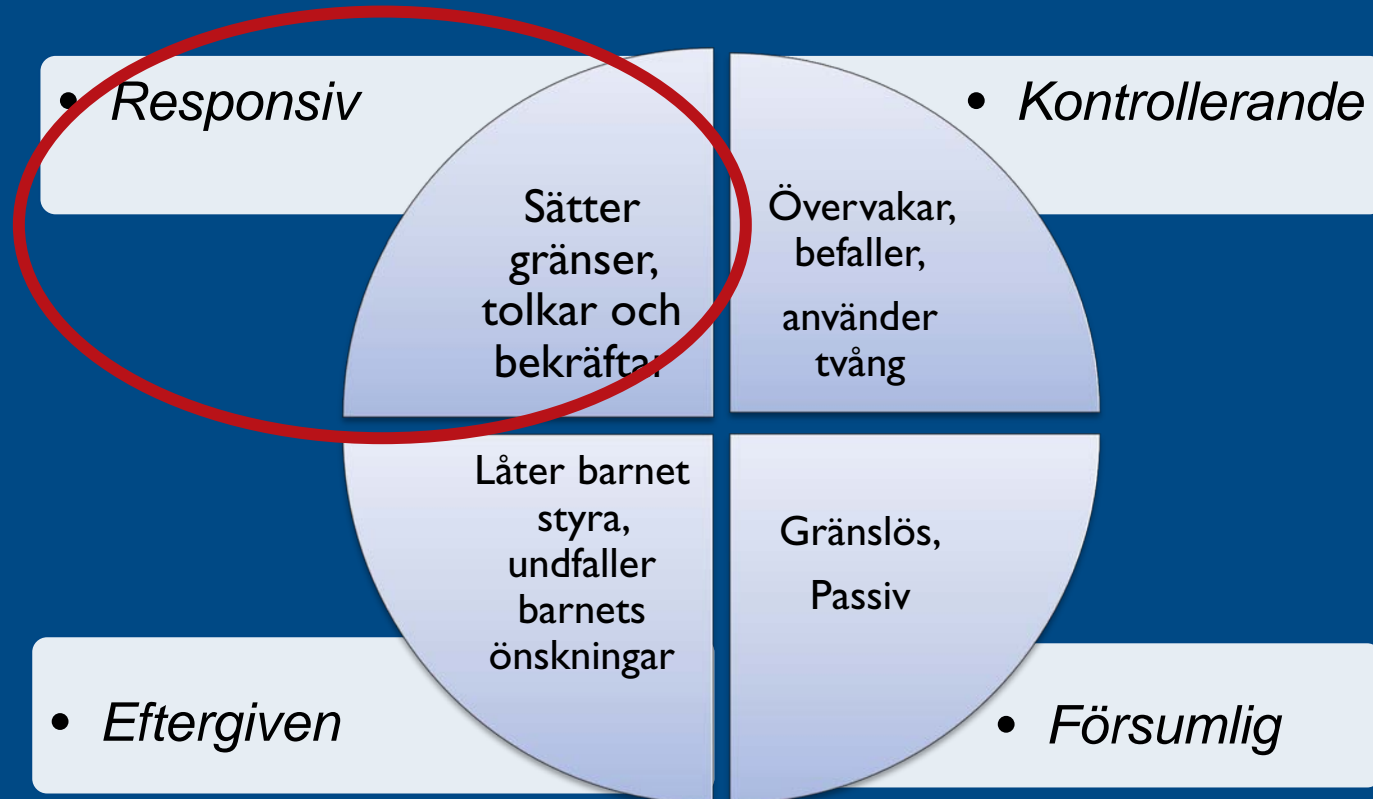 • Responsiv
Sätter
gränser,
tolkar och
bekräftar
• Kontrollerande
Övervakar,
befaller,
använder
tvång
Låter barnet
styra,
undfaller
barnets
önskningar
• Eftergiven
Gränslös,
Passiv
• Försumlig